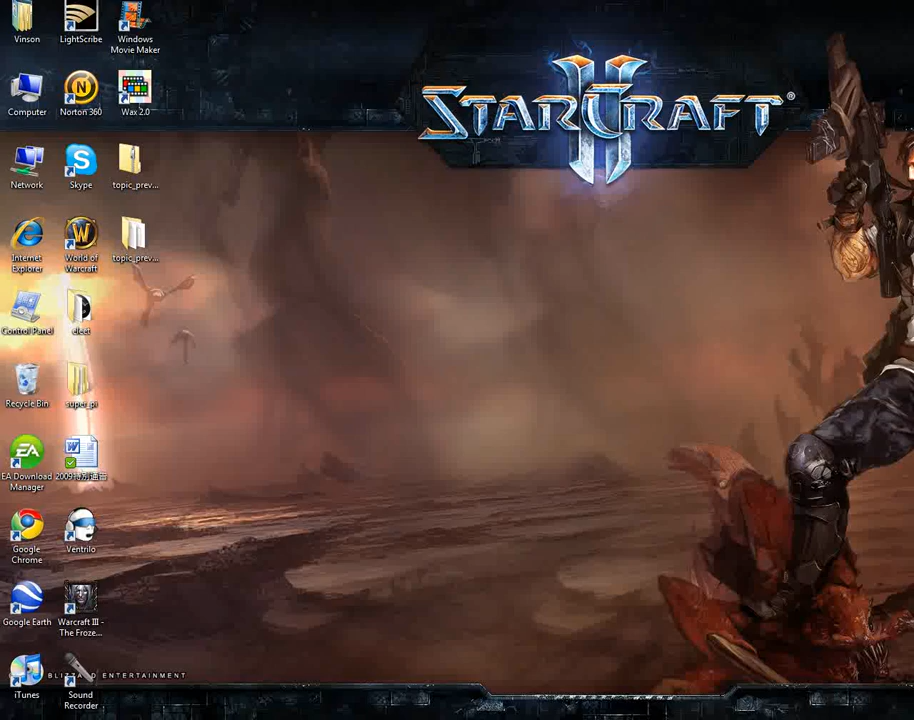 Vinson
LightScribe
Windows
Movie Maker
STARCRAFT®
II
Computer
Norton 360
Wax 2.0
Network
Skype
topic_prev...
Internet
Explorer
World of
Warcraft
topic_prev...
Control Panel
elect
Recycle Bin
super_pi
EA Download
Manager
Google
Chrome
Ventrilo
Google Earth
Warcraft III -
The Froze...
BLIZZARD ENTERTAINMENT
iTunes
Sound
Recorder